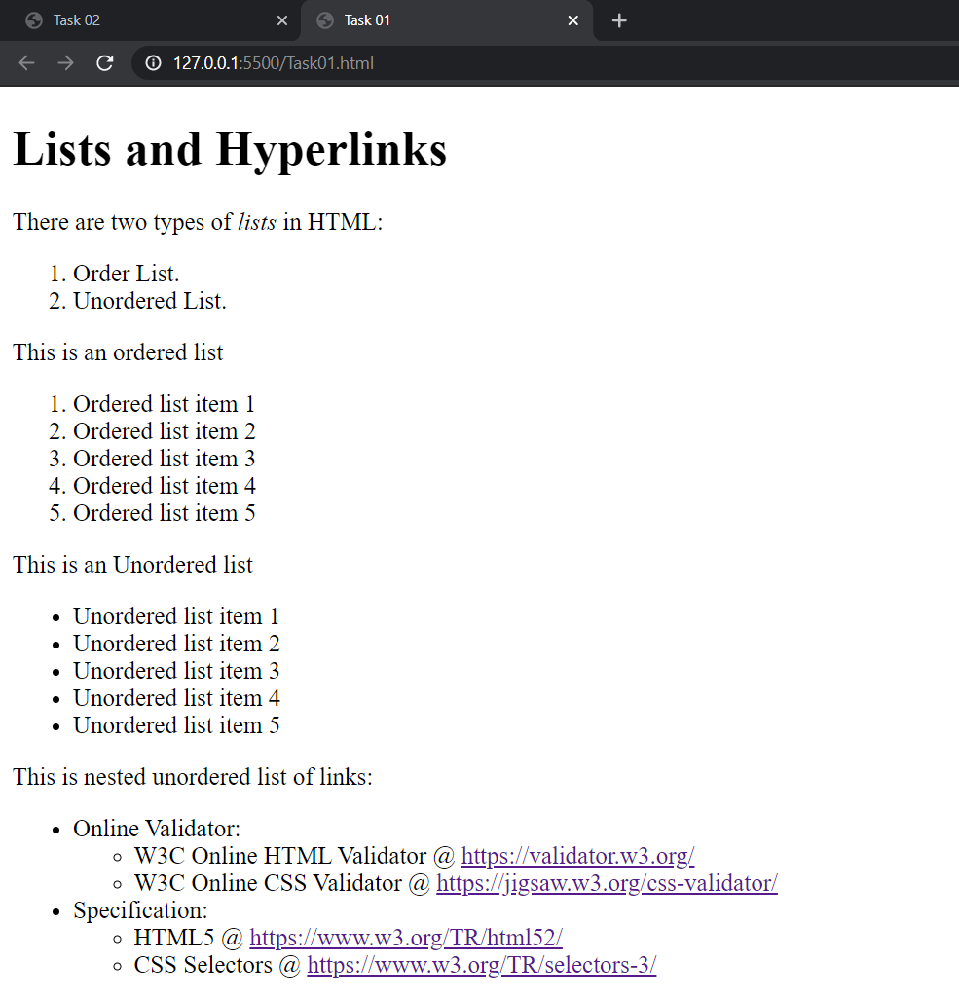 Task 02
Task 01
127.0.0.1:5500/Task01.html
Lists and Hyperlinks
There are two types of lists in HTML:
1. Order List.
2. Unordered List.
This is an ordered list
1. Ordered list item 1
2. Ordered list item 2
3. Ordered list item 3
4. Ordered list item 4
5. Ordered list item 5
This is an Unordered list
• Unordered list item 1
• Unordered list item 2
• Unordered list item 3
• Unordered list item 4
• Unordered list item 5
This is nested unordered list of links:
• Online Validator:
◦ W3C Online HTML Validator @ https://validator.w3.org/
◦ W3C Online CSS Validator @ https://jigsaw.w3.org/css-validator/
• Specification:
◦ HTML5 @ https://www.w3.org/TR/html52/
◦ CSS Selectors @ https://www.w3.org/TR/selectors-3/